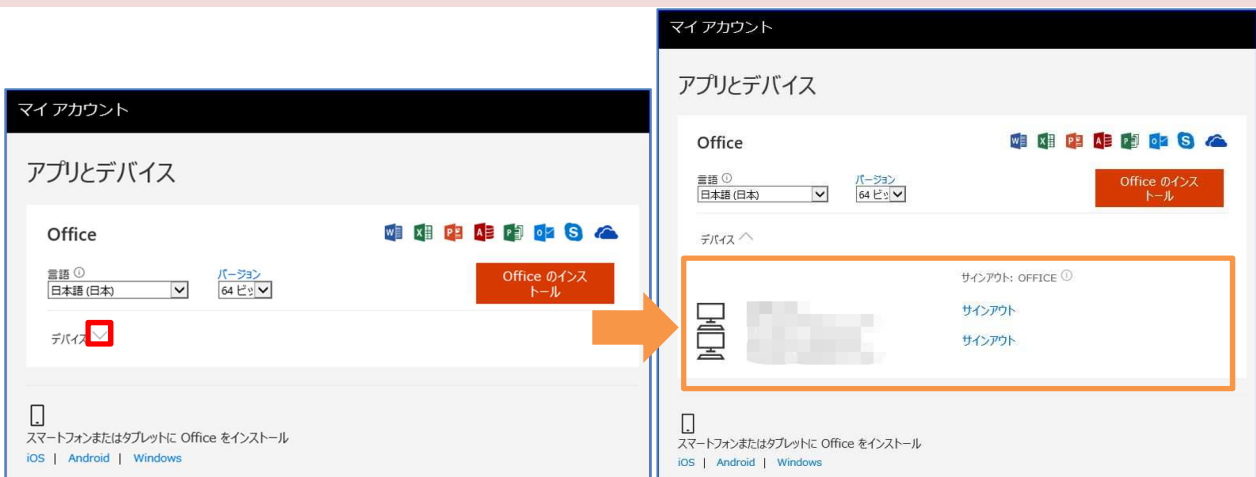 マイ アカウント
アプリとデバイス
Office
言語
バージョン
日本語 (日本)
64 ビッ
Office のインス
トール
デバイス
スマートフォンまたはタブレットに Office をインストール
iOS | Android | Windows
マイ アカウント
アプリとデバイス
Office
言語
バージョン
日本語 (日本)
64 ビッ
Office のインス
トール
デバイス
サインアウト: OFFICE
サインアウト
サインアウト
スマートフォンまたはタブレットに Office をインストール
iOS | Android | Windows